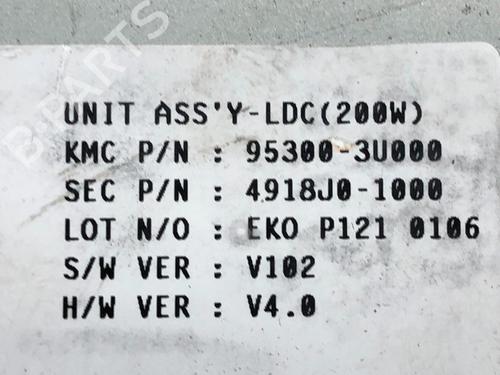 B-PARTS
UNIT ASS'Y-LDC(200W)
KMC P/N : 95300-3U000
SEC P/N : 4918J0-1000
LOT N/O : EKO P121 0106
S/W VER : V102
H/W VER : V4.0